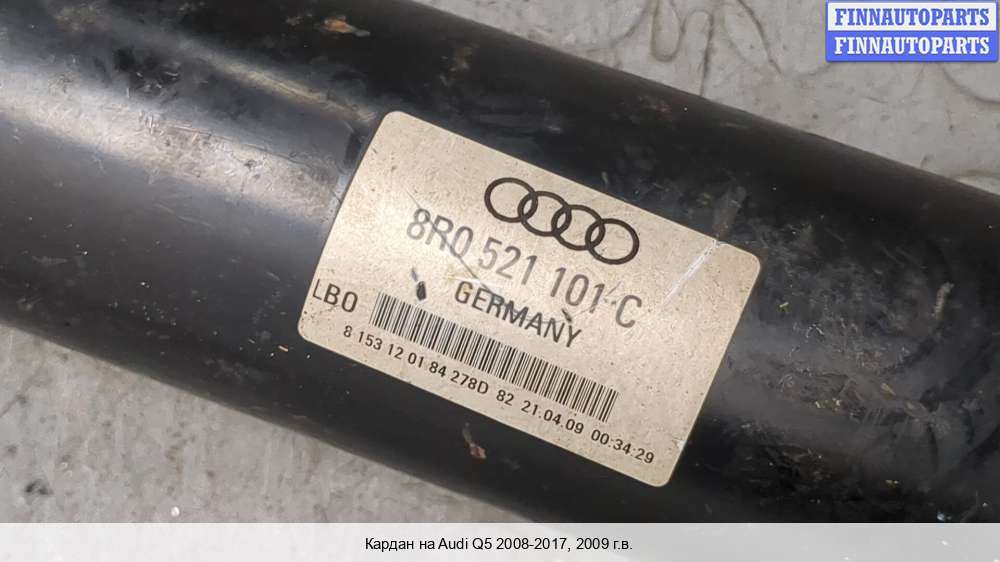 FINNAUTOPARTS
FINNAUTOPARTS
8R0 521 101 C
GERMANY
LBO
8 153 12 01 84 278D 82 21.04.09 00:34:29
Кардан на Audi Q5 2008-2017, 2009 г.в.